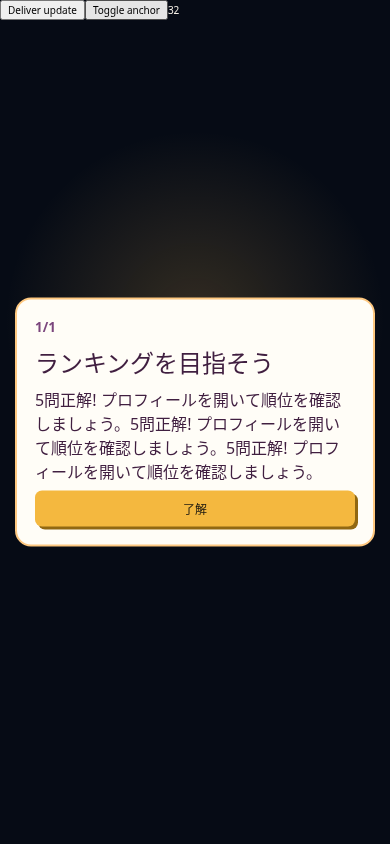 Deliver update Toggle anchor 32
1/1
ランキングを目指そう
5問正解! プロフィールを開いて順位を確認
しましょう。5問正解! プロフィールを開い
て順位を確認しましょう。5問正解! プロフ
ィールを開いて順位を確認しましょう。
了解